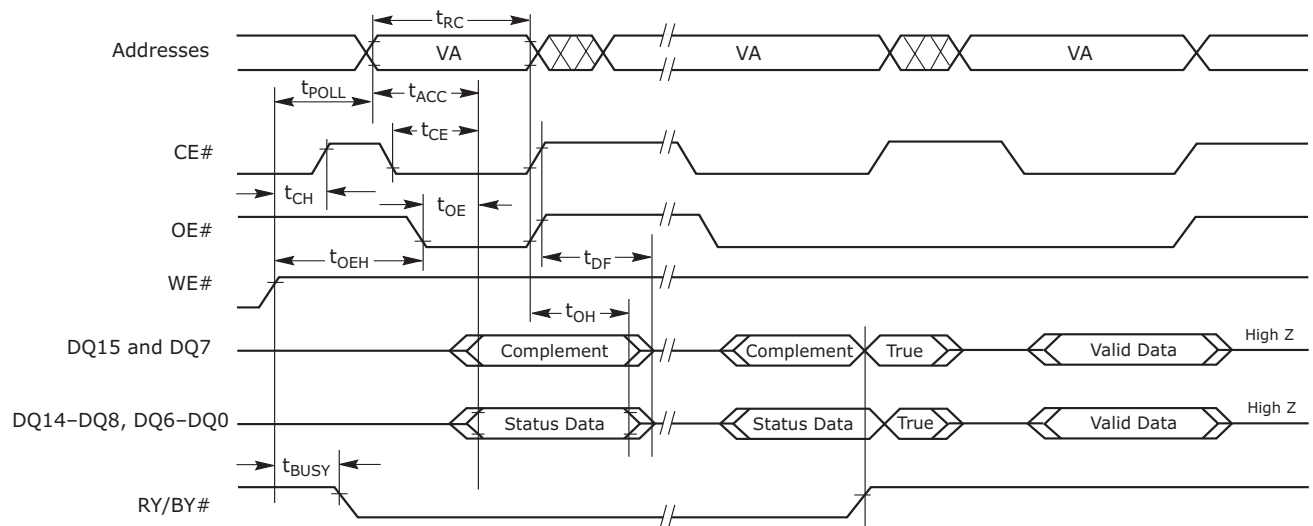 tRC
Addresses VA VA VA
tPOLL tACC
tCE
CE#
tCH tOE
OE#
tOEH tDF
WE#
tOH
DQ15 and DQ7 Complement Complement True Valid Data High Z
DQ14–DQ8, DQ6–DQ0 Status Data Status Data True Valid Data High Z
tBUSY
RY/BY#